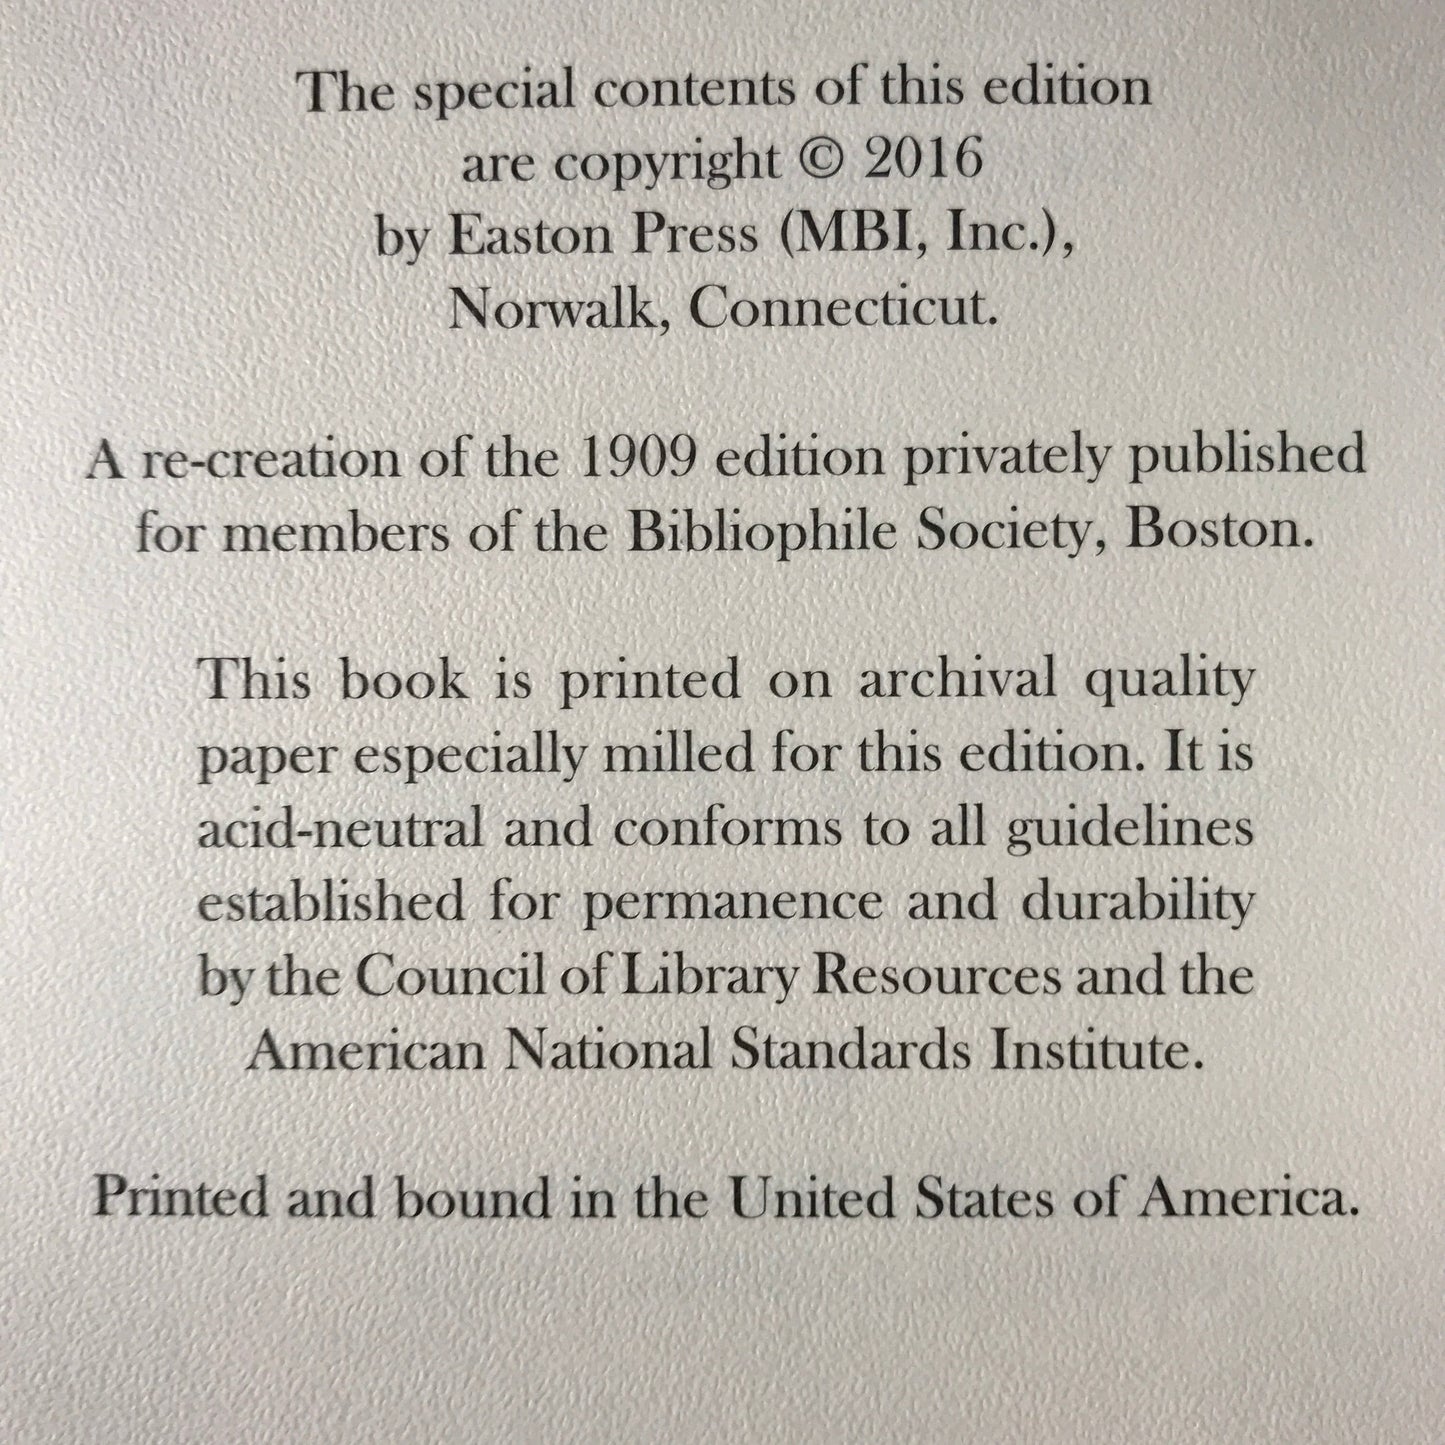 The special contents of this edition
are copyright © 2016
by Easton Press (MBI, Inc.),
Norwalk, Connecticut.
A re-creation of the 1909 edition privately published
for members of the Bibliophile Society, Boston.
This book is printed on archival quality
paper especially milled for this edition. It is
acid-neutral and conforms to all guidelines
established for permanence and durability
by the Council of Library Resources and the
American National Standards Institute.
Printed and bound in the United States of America.